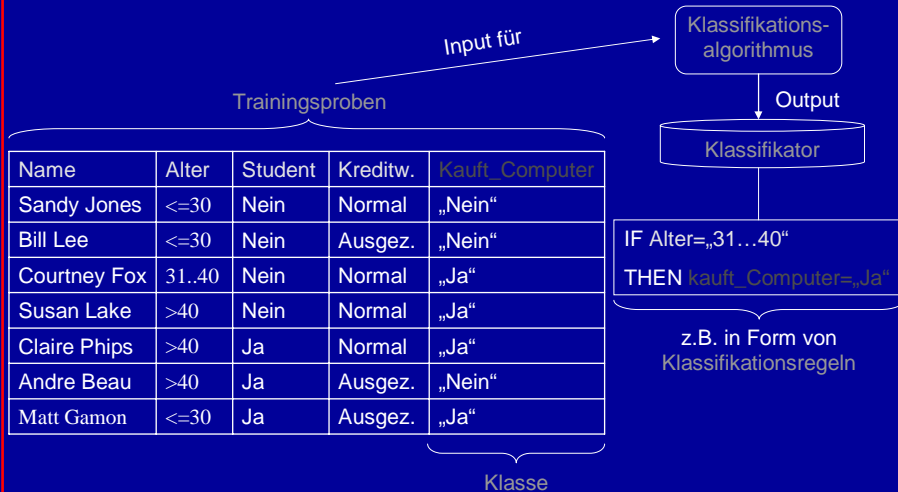 Klassifikations-
algorithmus
Input für
Output
Trainingsproben
Klassifikator
Name Alter Student Kreditw. Kauft_Computer
Sandy Jones <=30 Nein Normal „Nein“
Bill Lee <=30 Nein Ausgez. „Nein“
Courtney Fox 31..40 Nein Normal „Ja“
Susan Lake >40 Nein Normal „Ja“
Claire Phips >40 Ja Normal „Ja“
Andre Beau >40 Ja Ausgez. „Nein“
Matt Gamon <=30 Ja Ausgez. „Ja“
IF Alter=„31…40“
THEN kauft_Computer=„Ja“
z.B. in Form von
Klassifikationsregeln
Klasse